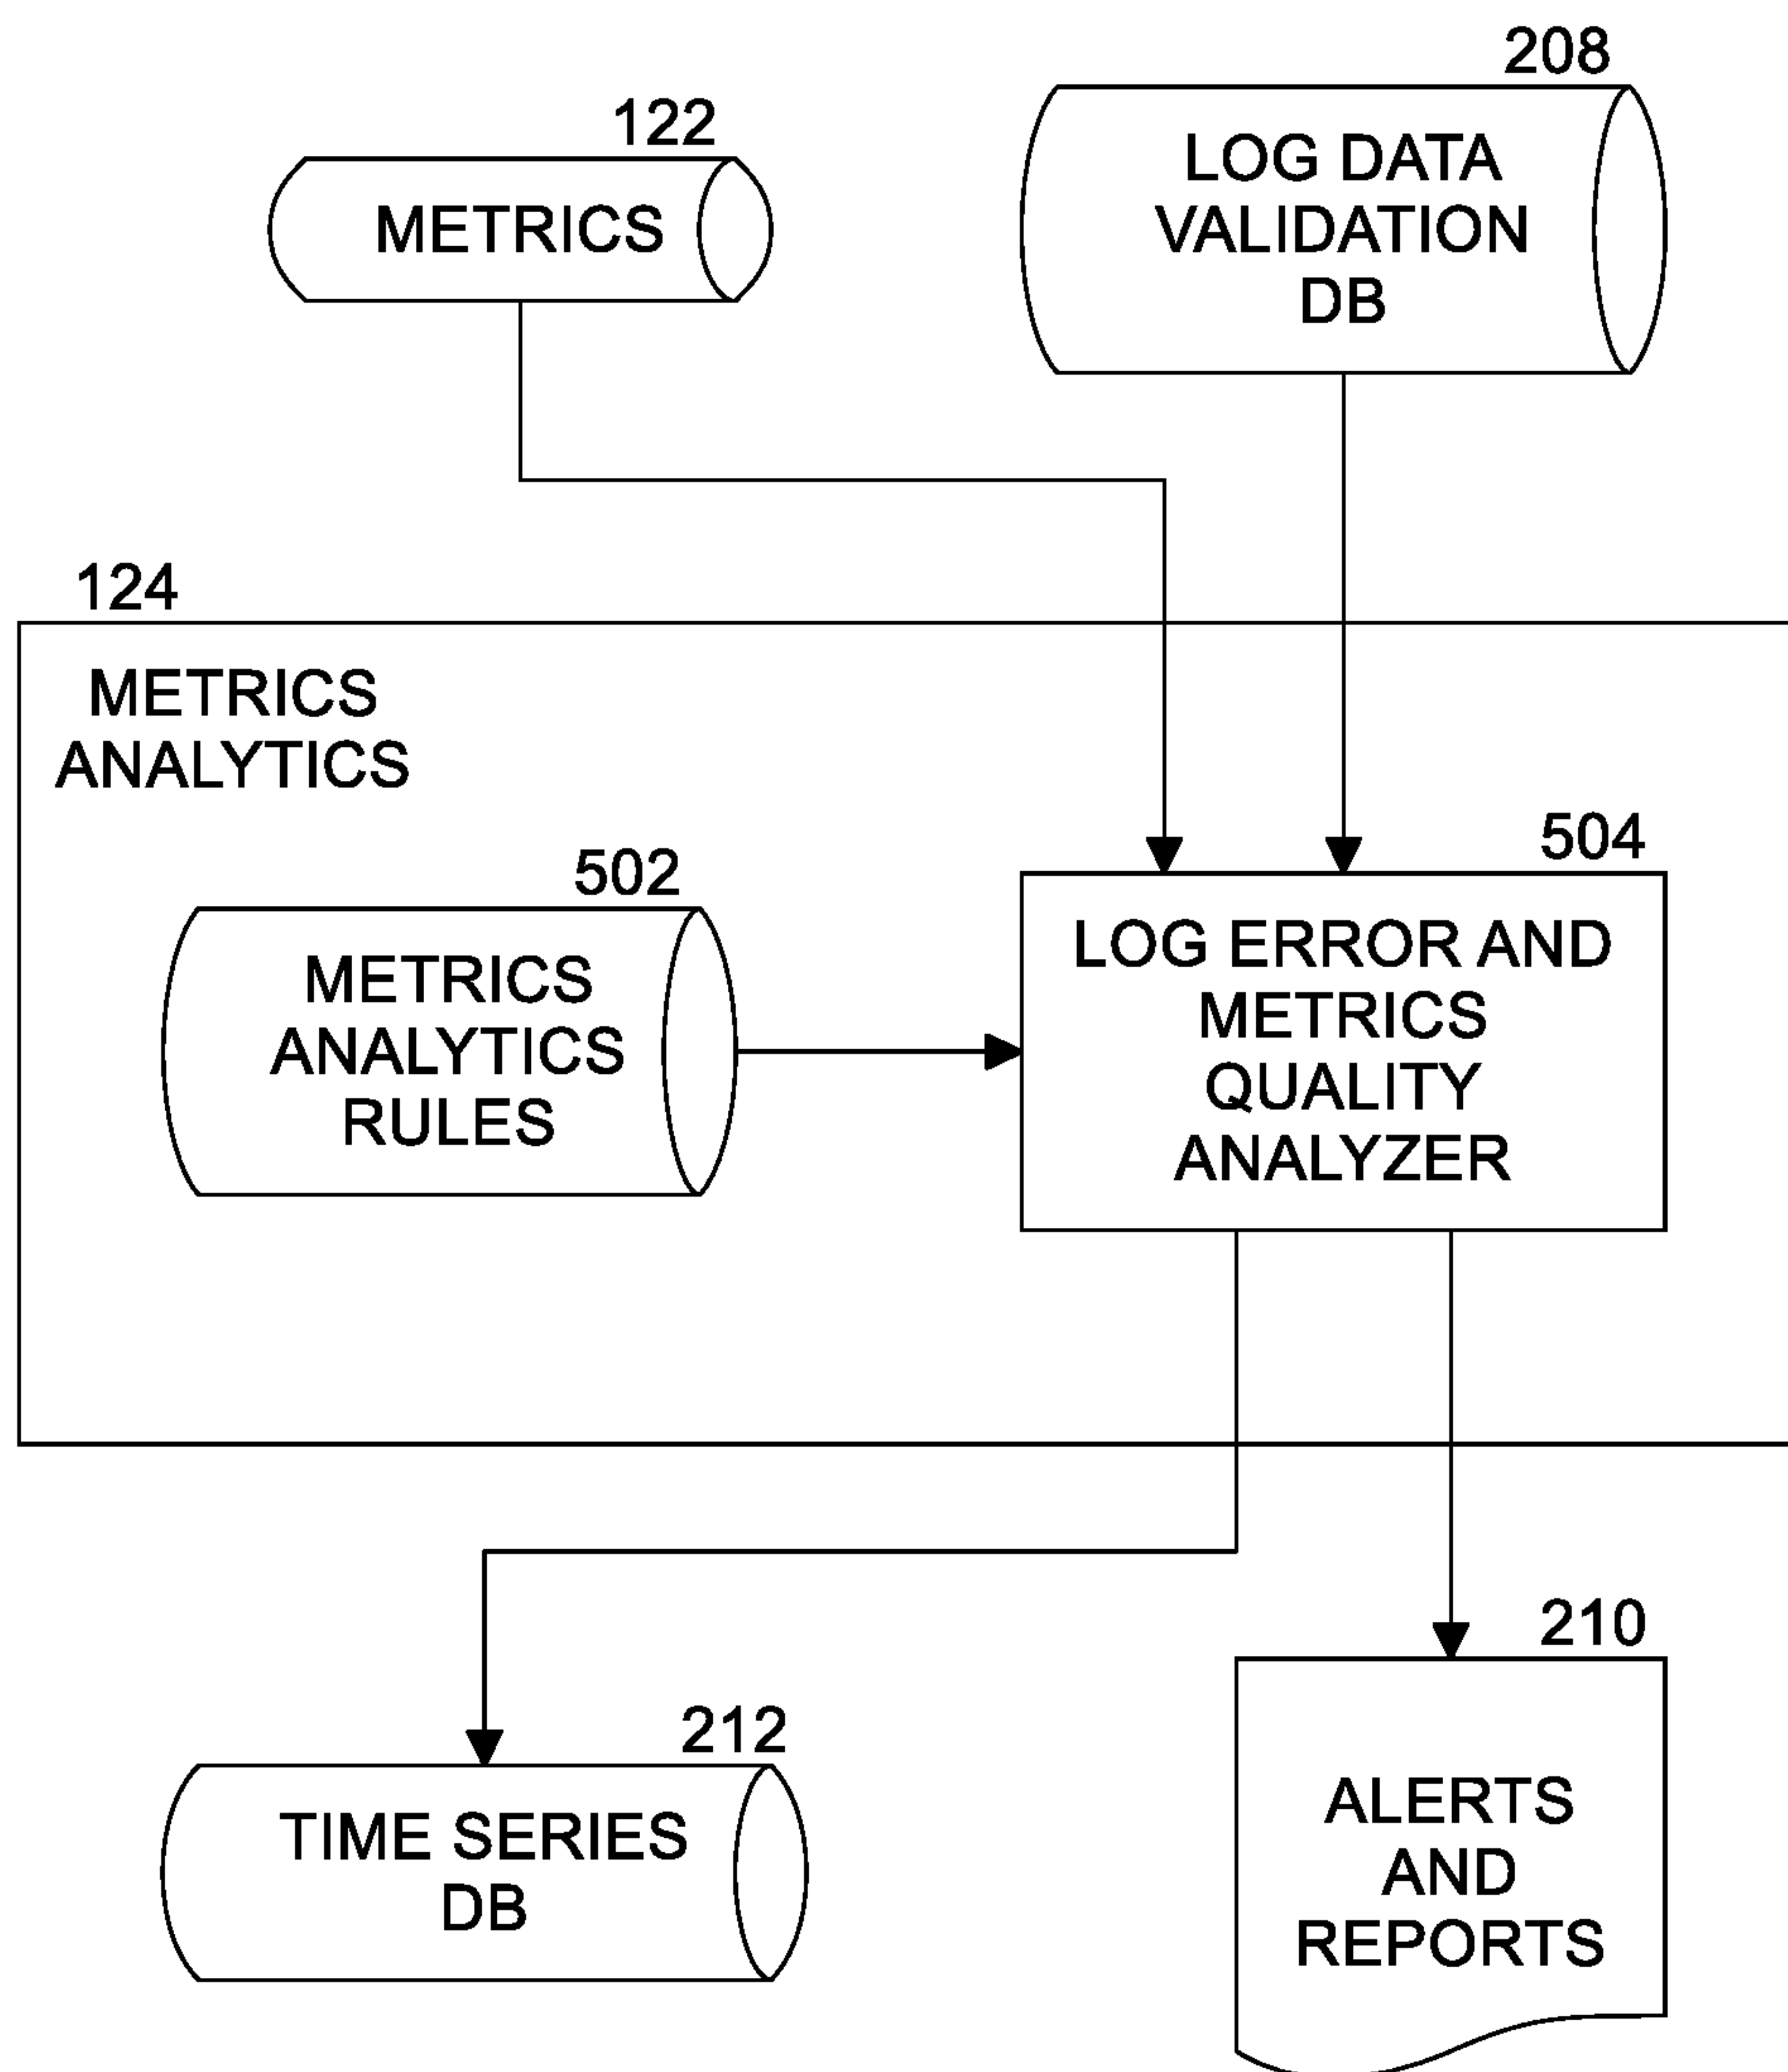 208
LOG DATA
VALIDATION
DB
122
METRICS
124
METRICS
ANALYTICS
502
METRICS
ANALYTICS
RULES
504
LOG ERROR AND
METRICS
QUALITY
ANALYZER
212
TIME SERIES
DB
210
ALERTS
AND
REPORTS